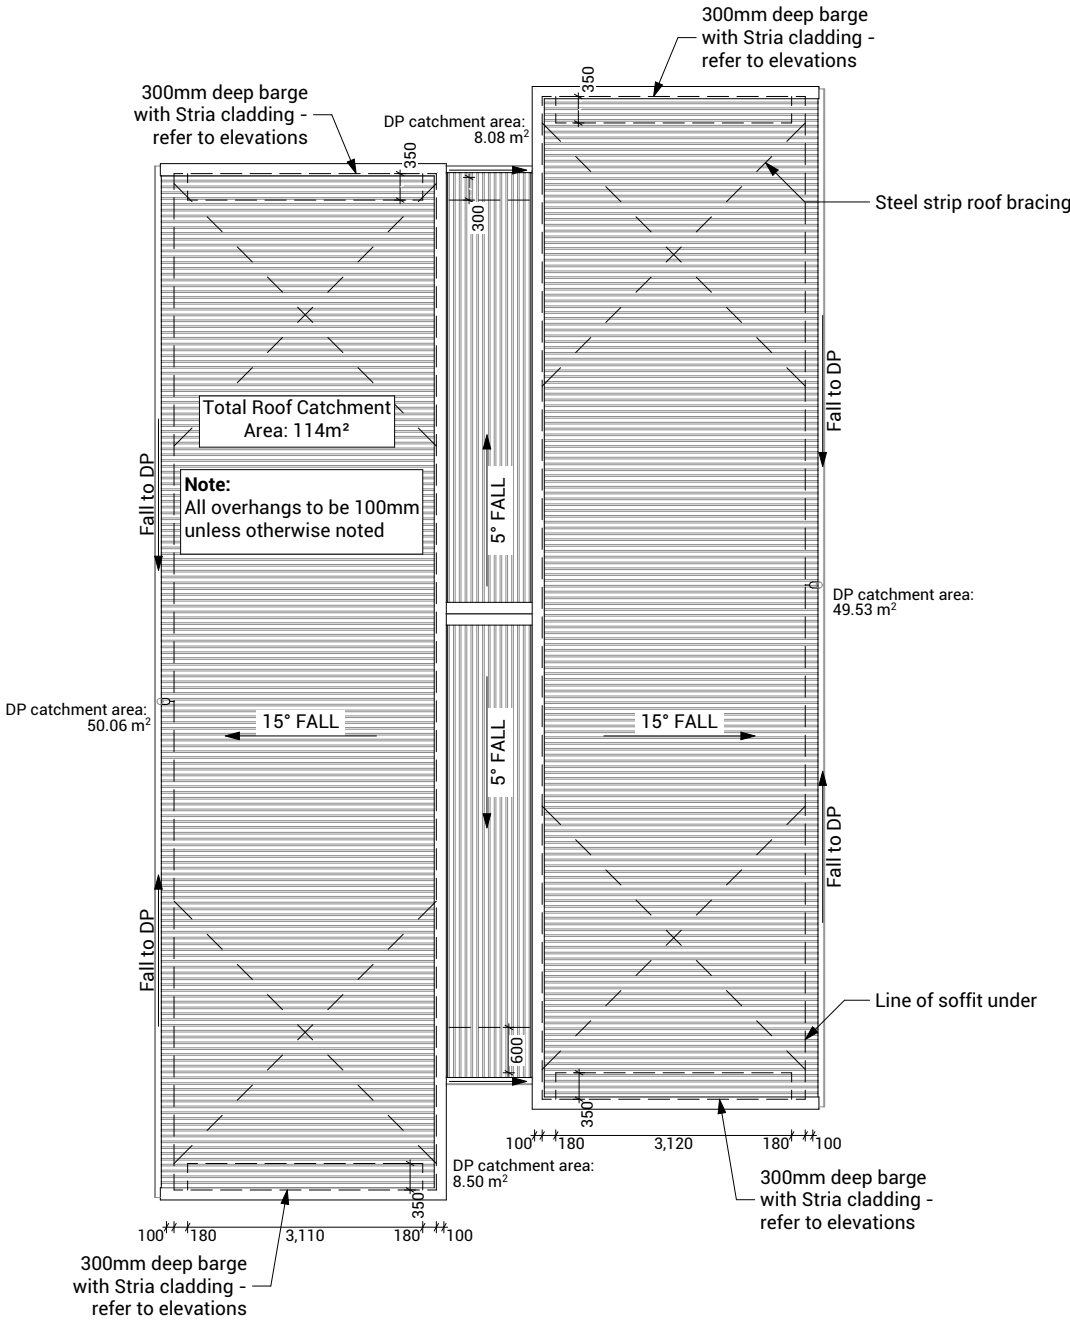 300mm deep barge
with Stria cladding -
refer to elevations
300mm deep barge
with Stria cladding -
refer to elevations
DP catchment area:
8.08 m²
350
350
300
Steel strip roof bracing
Total Roof Catchment
Area: 114m²
Note:
All overhangs to be 100mm
unless otherwise noted
Fall to DP
Fall to DP
5° FALL
DP catchment area:
49.53 m²
DP catchment area:
50.06 m²
15° FALL
5° FALL
15° FALL
Fall to DP
Fall to DP
Line of soffit under
600
350
100 180 3,120 180 100
DP catchment area:
8.50 m²
300mm deep barge
with Stria cladding -
refer to elevations
350
100 180 3,110 180 100
300mm deep barge
with Stria cladding -
refer to elevations